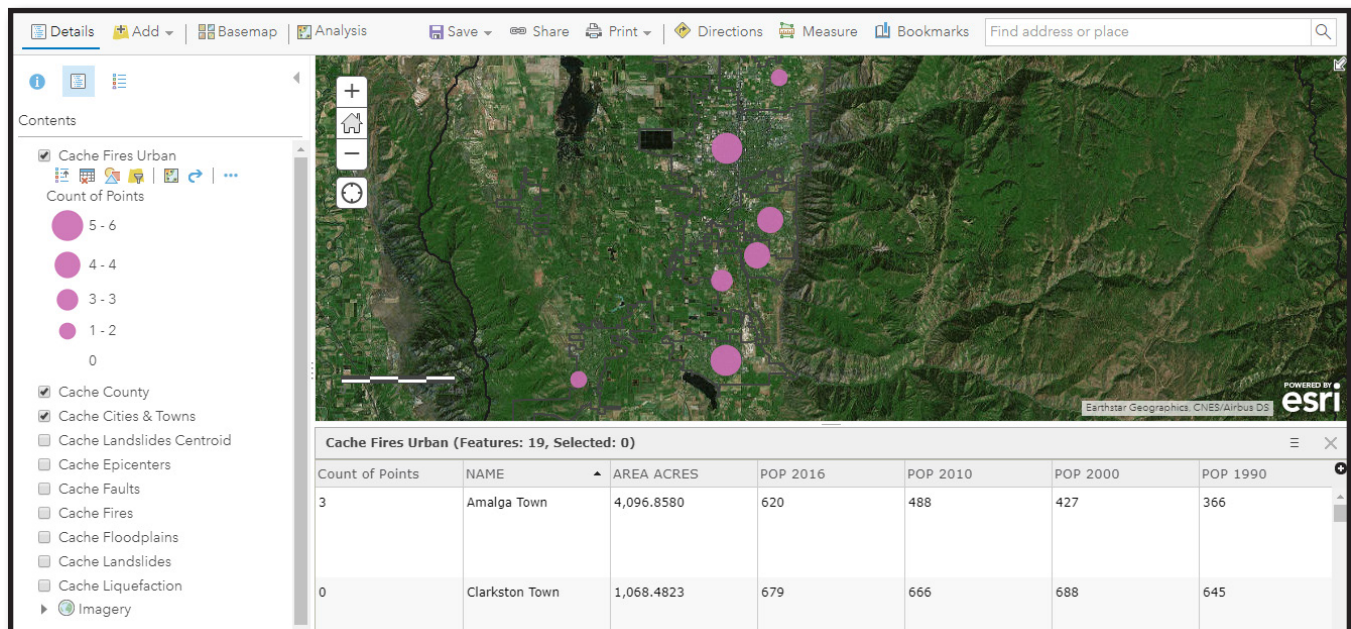 Details Add Basemap Analysis Save Share Print Directions Measure Bookmarks Find address or place
Contents
Cache Fires Urban
Count of Points
5 - 6
4 - 4
3 - 3
1 - 2
0
Cache County
Cache Cities & Towns
Cache Landslides Centroid
Cache Epicenters
Cache Faults
Cache Fires
Cache Floodplains
Cache Landslides
Cache Liquefaction
Imagery
POWERED BY
esri
Earthstar Geographics, CNES/Airbus DS
Cache Fires Urban (Features: 19, Selected: 0)
Count of Points NAME AREA ACRES POP 2016 POP 2010 POP 2000 POP 1990
3 Amalga Town 4,096.8580 620 488 427 366
0 Clarkston Town 1,068.4823 679 666 688 645